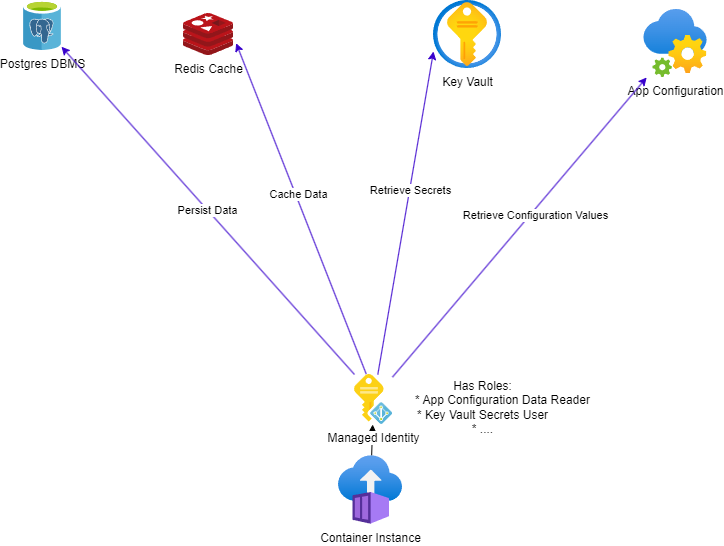 Postgres DBMS
Redis Cache
Key Vault
App Configuration
Persist Data
Cache Data
Retrieve Secrets
Retrieve Configuration Values
Has Roles:
* App Configuration Data Reader
* Key Vault Secrets User
* ....
Managed Identity
Container Instance